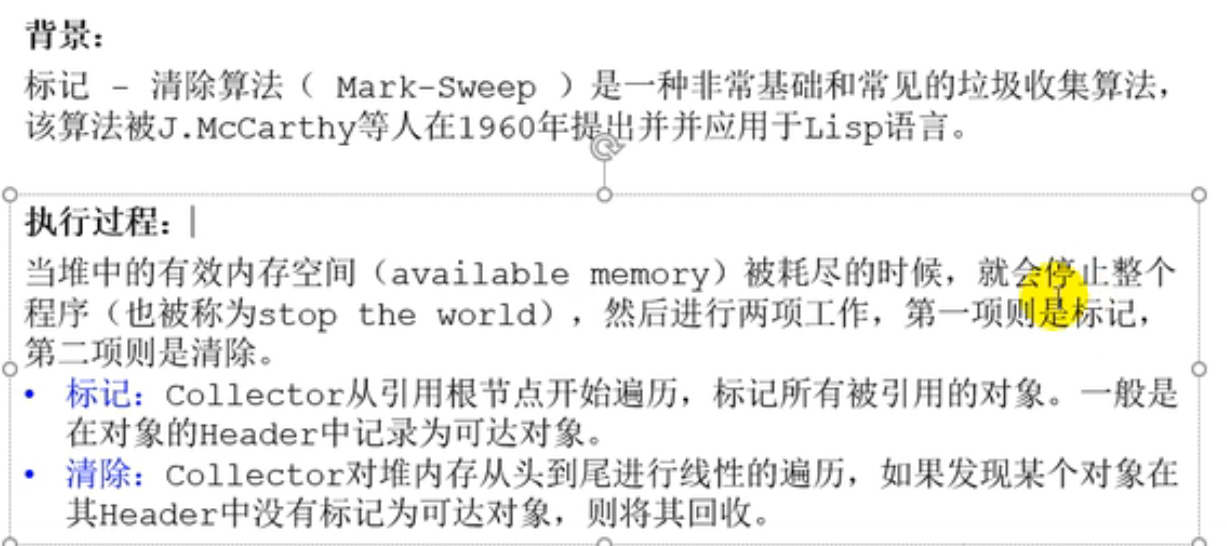 背景：
标记 - 清除算法（ Mark-Sweep ）是一种非常基础和常见的垃圾收集算法，
该算法被J.McCarthy等人在1960年提出并并应用于Lisp语言。
执行过程：
当堆中的有效内存空间（available memory）被耗尽的时候，就会停止整个
程序（也被称为stop the world），然后进行两项工作，第一项则是标记，
第二项则是清除。
• 标记：Collector从引用根节点开始遍历，标记所有被引用的对象。一般是
在对象的Header中记录为可达对象。
• 清除：Collector对堆内存从头到尾进行线性的遍历，如果发现某个对象在
其Header中没有标记为可达对象，则将其回收。